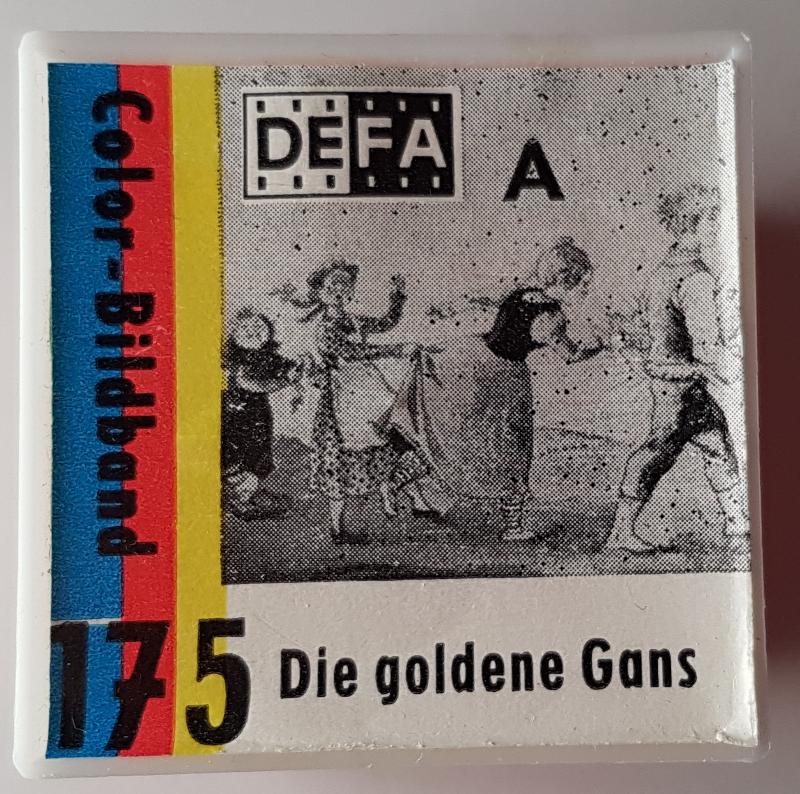 DEFA
A
Color-Bildband
175
Die goldene Gans